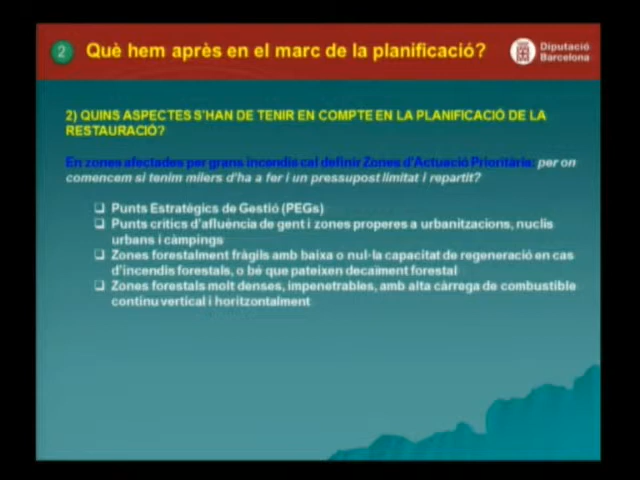 2 Què hem après en el marc de la planificació?
Diputació
Barcelona
2) QUINS ASPECTES S'HAN DE TENIR EN COMPTE EN LA PLANIFICACIÓ DE LA
RESTAURACIÓ?
En zones afectades per grans incendis cal definir Zones d'Actuació Prioritària: per on
comencem si tenim milers d'ha a fer i un pressupost limitat i repartit?
❑ Punts Estratègics de Gestió (PEGs)
❑ Punts crítics d'afluència de gent i zones properes a urbanitzacions, nuclis
urbans i càmpings
❑ Zones forestalment fràgils amb baixa o nul·la capacitat de regeneració en cas
d'incendis forestals, o bé que pateixen decaïment forestal
❑ Zones forestals molt denses, impenetrables, amb alta càrrega de combustible
continu vertical i horitzontalment